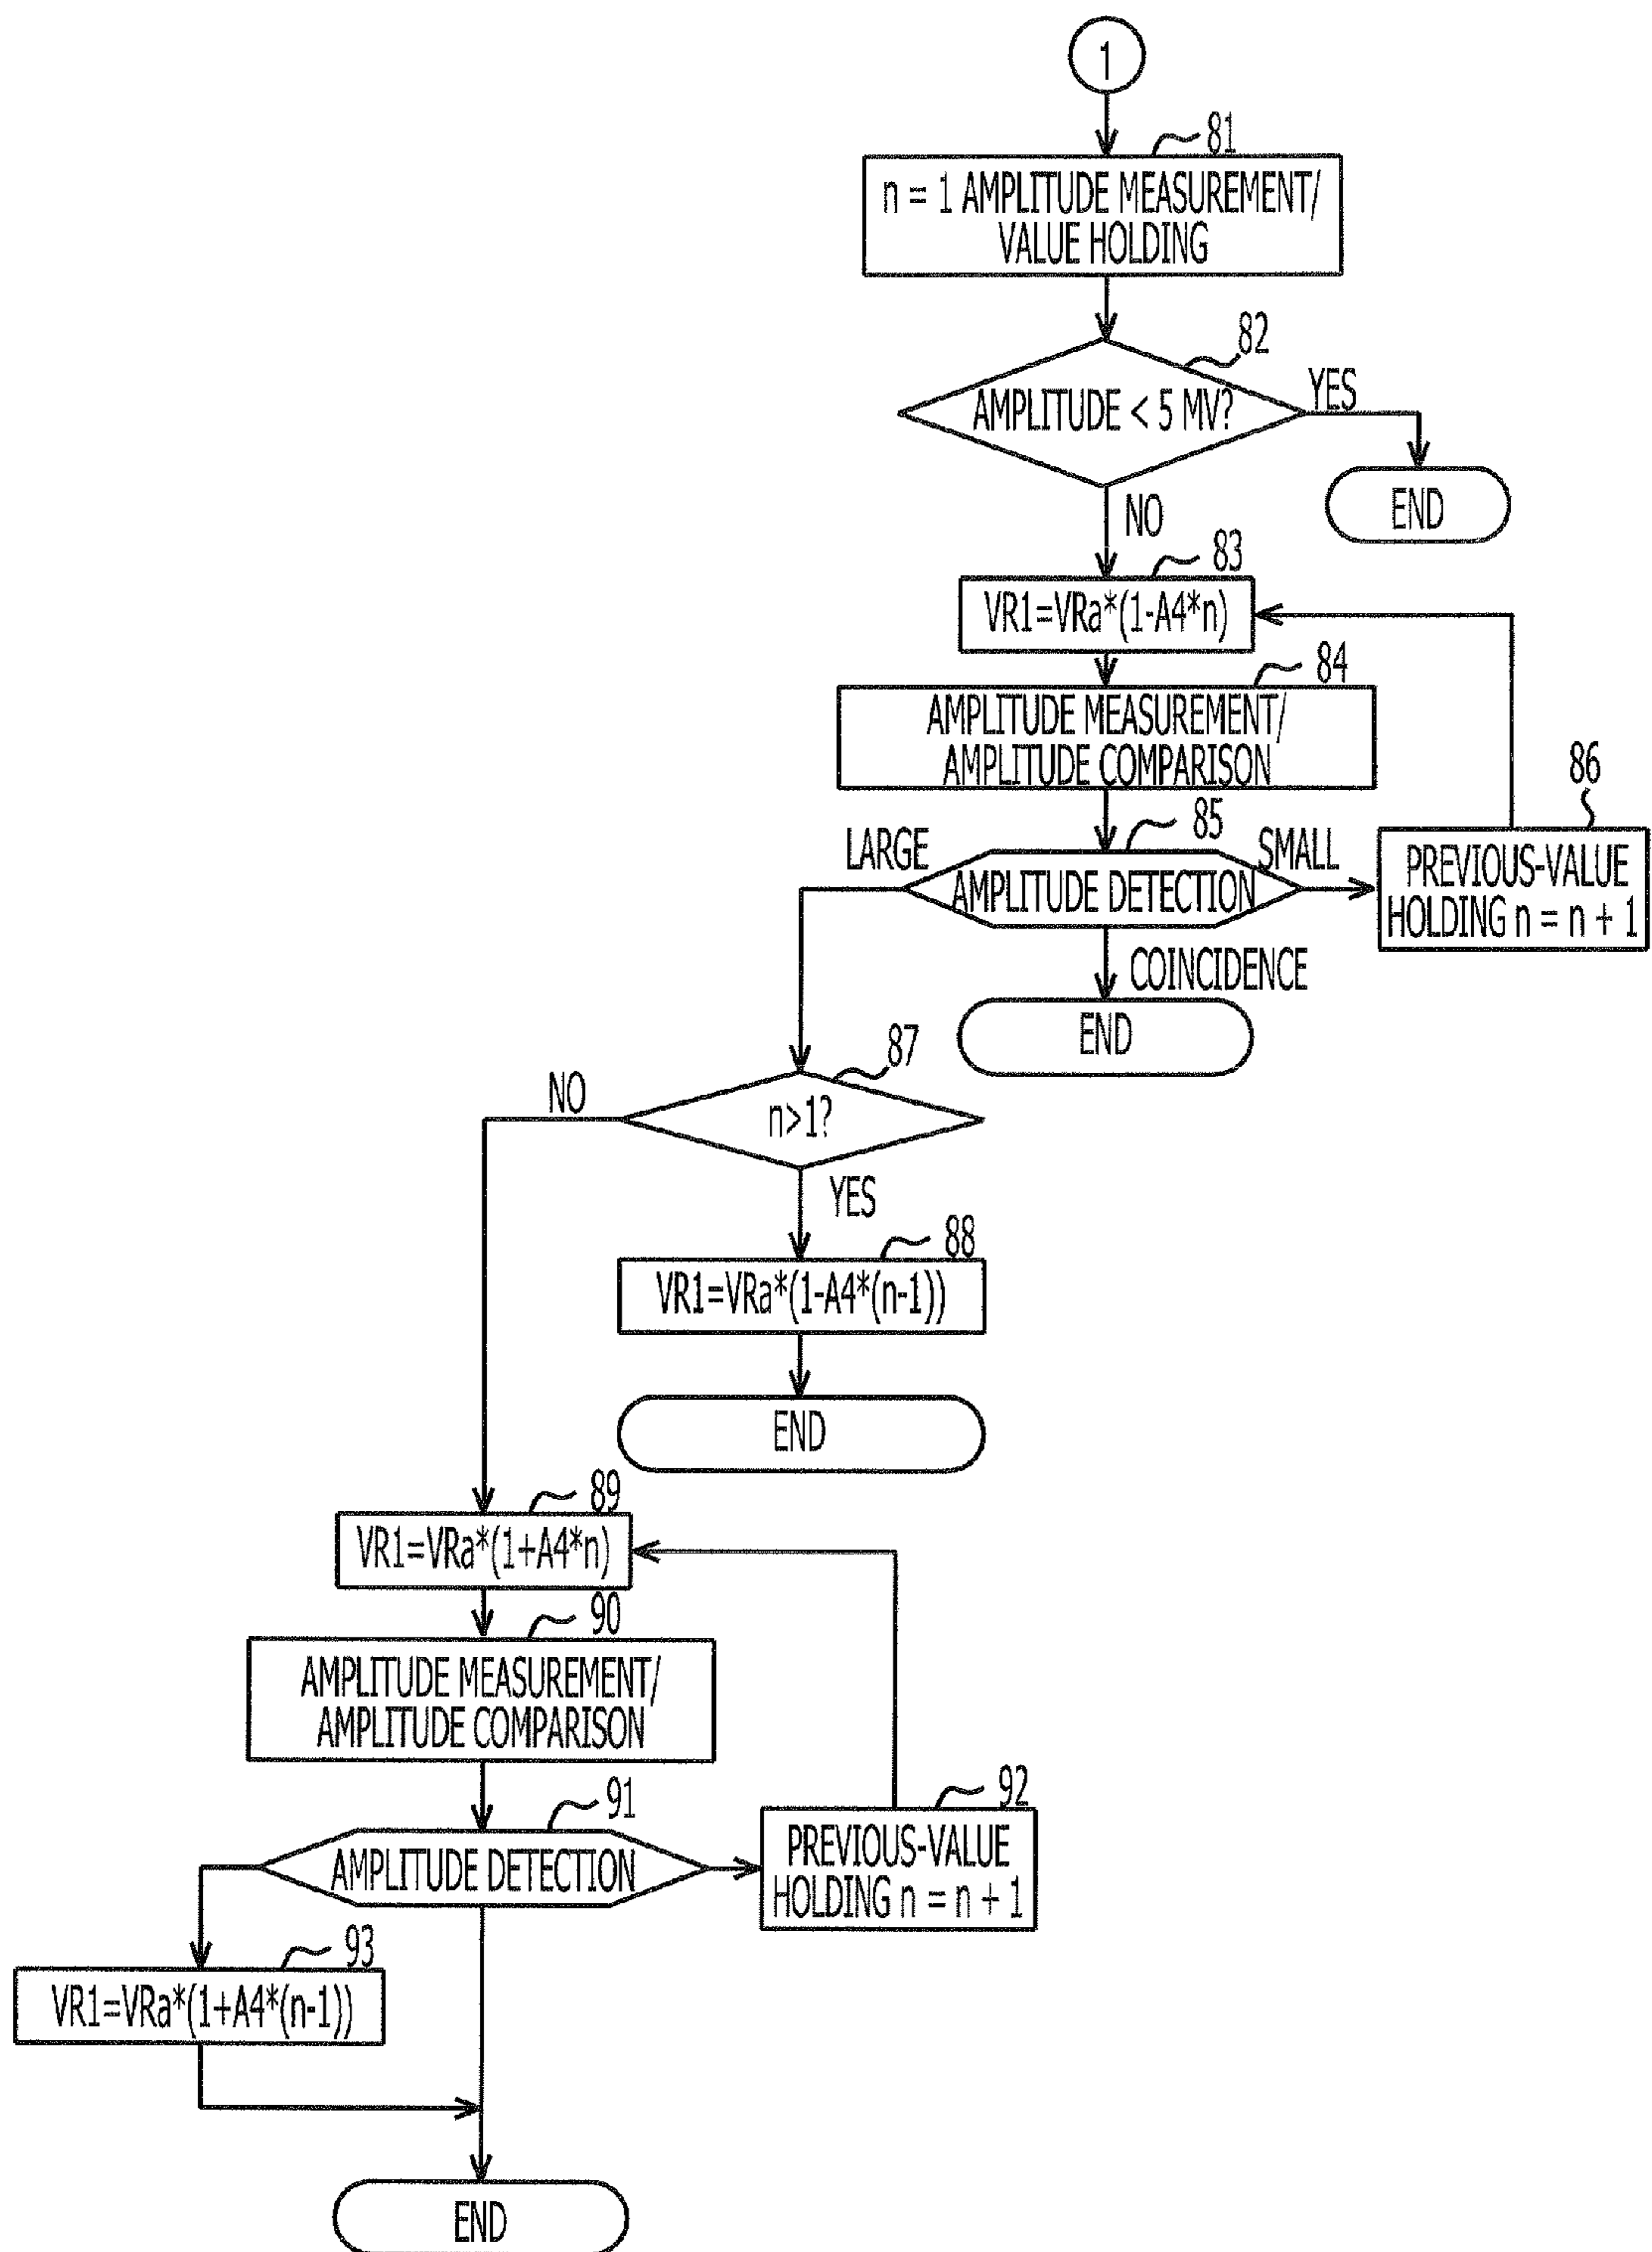 1
81
n = 1 AMPLITUDE MEASUREMENT/
VALUE HOLDING
82
AMPLITUDE < 5 MV?
YES
END
NO
83
VR1=VRa*(1-A4*n)
84
AMPLITUDE MEASUREMENT/
AMPLITUDE COMPARISON
86
PREVIOUS-VALUE
HOLDING n = n + 1
85
LARGE
AMPLITUDE DETECTION
SMALL
COINCIDENCE
END
87
NO
n>1?
YES
88
VR1=VRa*(1-A4*(n-1))
END
89
VR1=VRa*(1+A4*n)
90
AMPLITUDE MEASUREMENT/
AMPLITUDE COMPARISON
91
AMPLITUDE DETECTION
92
PREVIOUS-VALUE
HOLDING n = n + 1
93
VR1=VRa*(1+A4*(n-1))
END